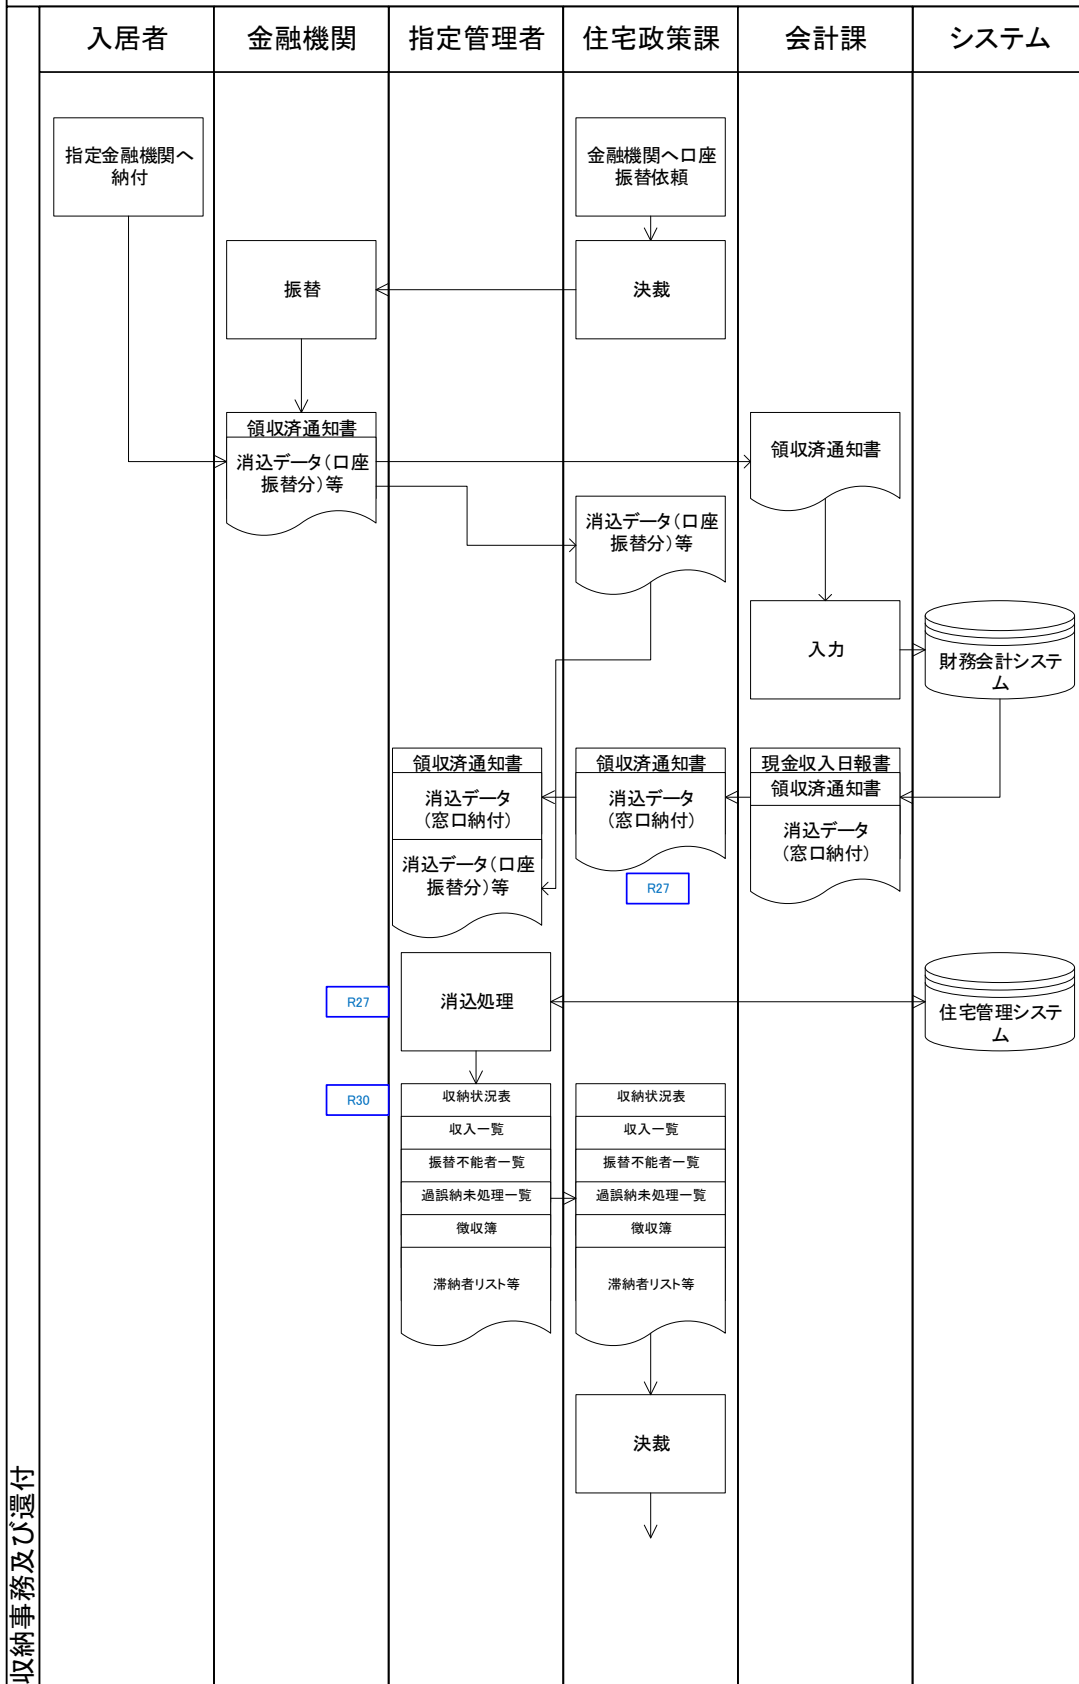 入居者
金融機関
指定管理者
住宅政策課
会計課
システム
指定金融機関へ
納付
金融機関へ口座
振替依頼
振替
決裁
領収済通知書
消込データ(口座
振替分)等
領収済通知書
消込データ(口座
振替分)等
入力
財務会計システ
ム
領収済通知書
消込データ
(窓口納付)
消込データ(口座
振替分)等
領収済通知書
消込データ
(窓口納付)
R27
現金収入日報書
領収済通知書
消込データ
(窓口納付)
R27
消込処理
住宅管理システ
ム
R30
収納状況表
収入一覧
振替不能者一覧
過誤納未処理一覧
徴収簿
滞納者リスト等
収納状況表
収入一覧
振替不能者一覧
過誤納未処理一覧
徴収簿
滞納者リスト等
決裁
収納事務及び還付